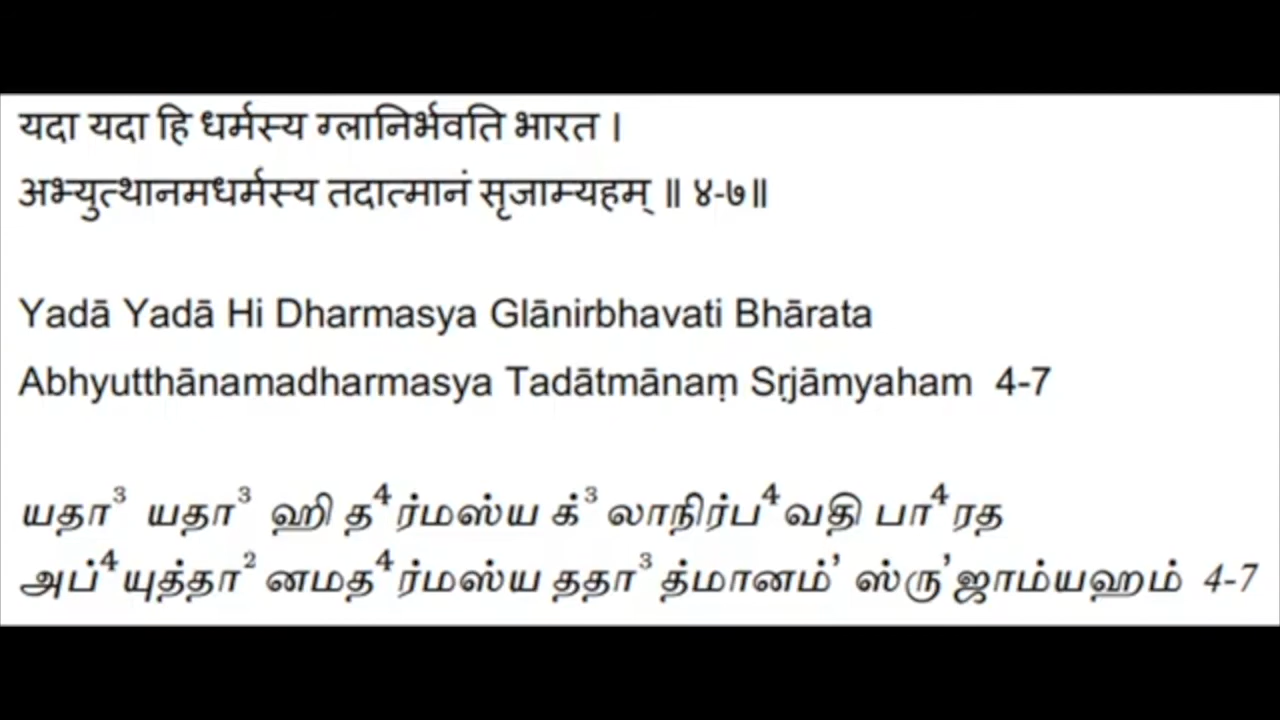 यदा यदा हि धर्मस्य ग्लानिर्भवति भारत ।
अभ्युत्थानमधर्मस्य तदात्मानं सृजाम्यहम् ॥ ४-७॥
Yadā Yadā Hi Dharmasya Glānirbhavati Bhārata
Abhyutthānamadharmasya Tadātmānaṃ Sṛjāmyaham 4-7
யதா³ யதா³ ஹி த⁴ர்மஸ்ய க்³லாநிர்ப⁴வதி பா⁴ரத
அப்⁴யுத்தா²னமத⁴ர்மஸ்ய ததா³த்மானம்’ ஸ்ரு’ஜாம்யஹம் 4-7